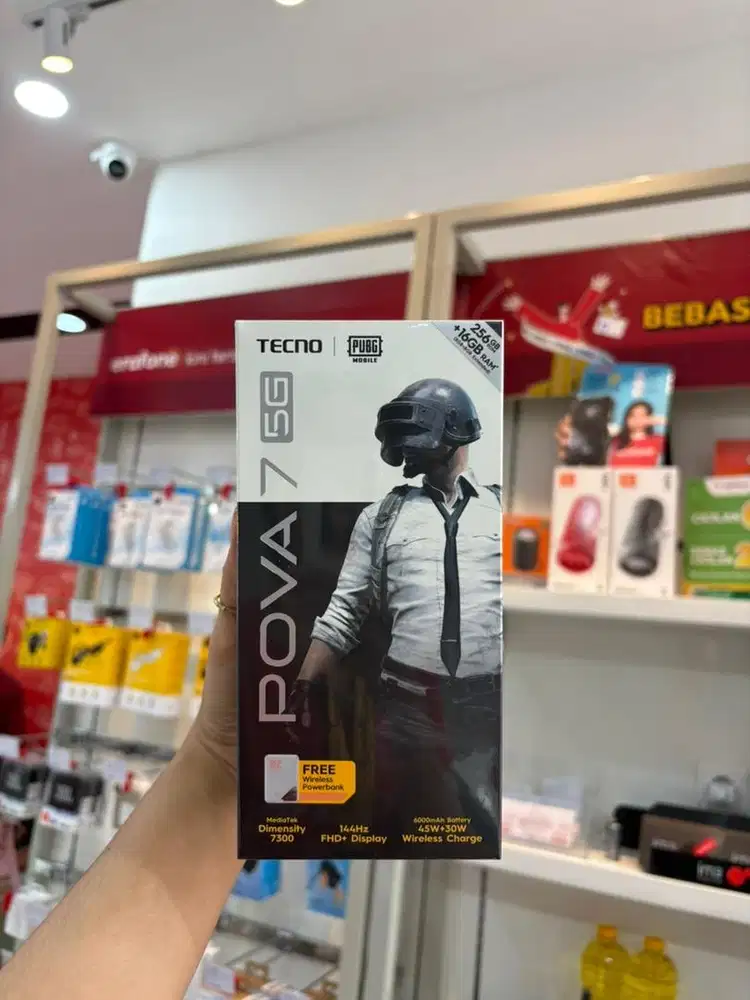 erafone
BEBAS
TECNO
PUBG
MOBILE
256GB
+16GB RAM*
POVA 7 5G
FREE
Wireless
Powerbank
MediaTek
Dimensity
7300
144Hz
FHD+ Display
6000mAh Battery
45W+30W
Wireless Charge